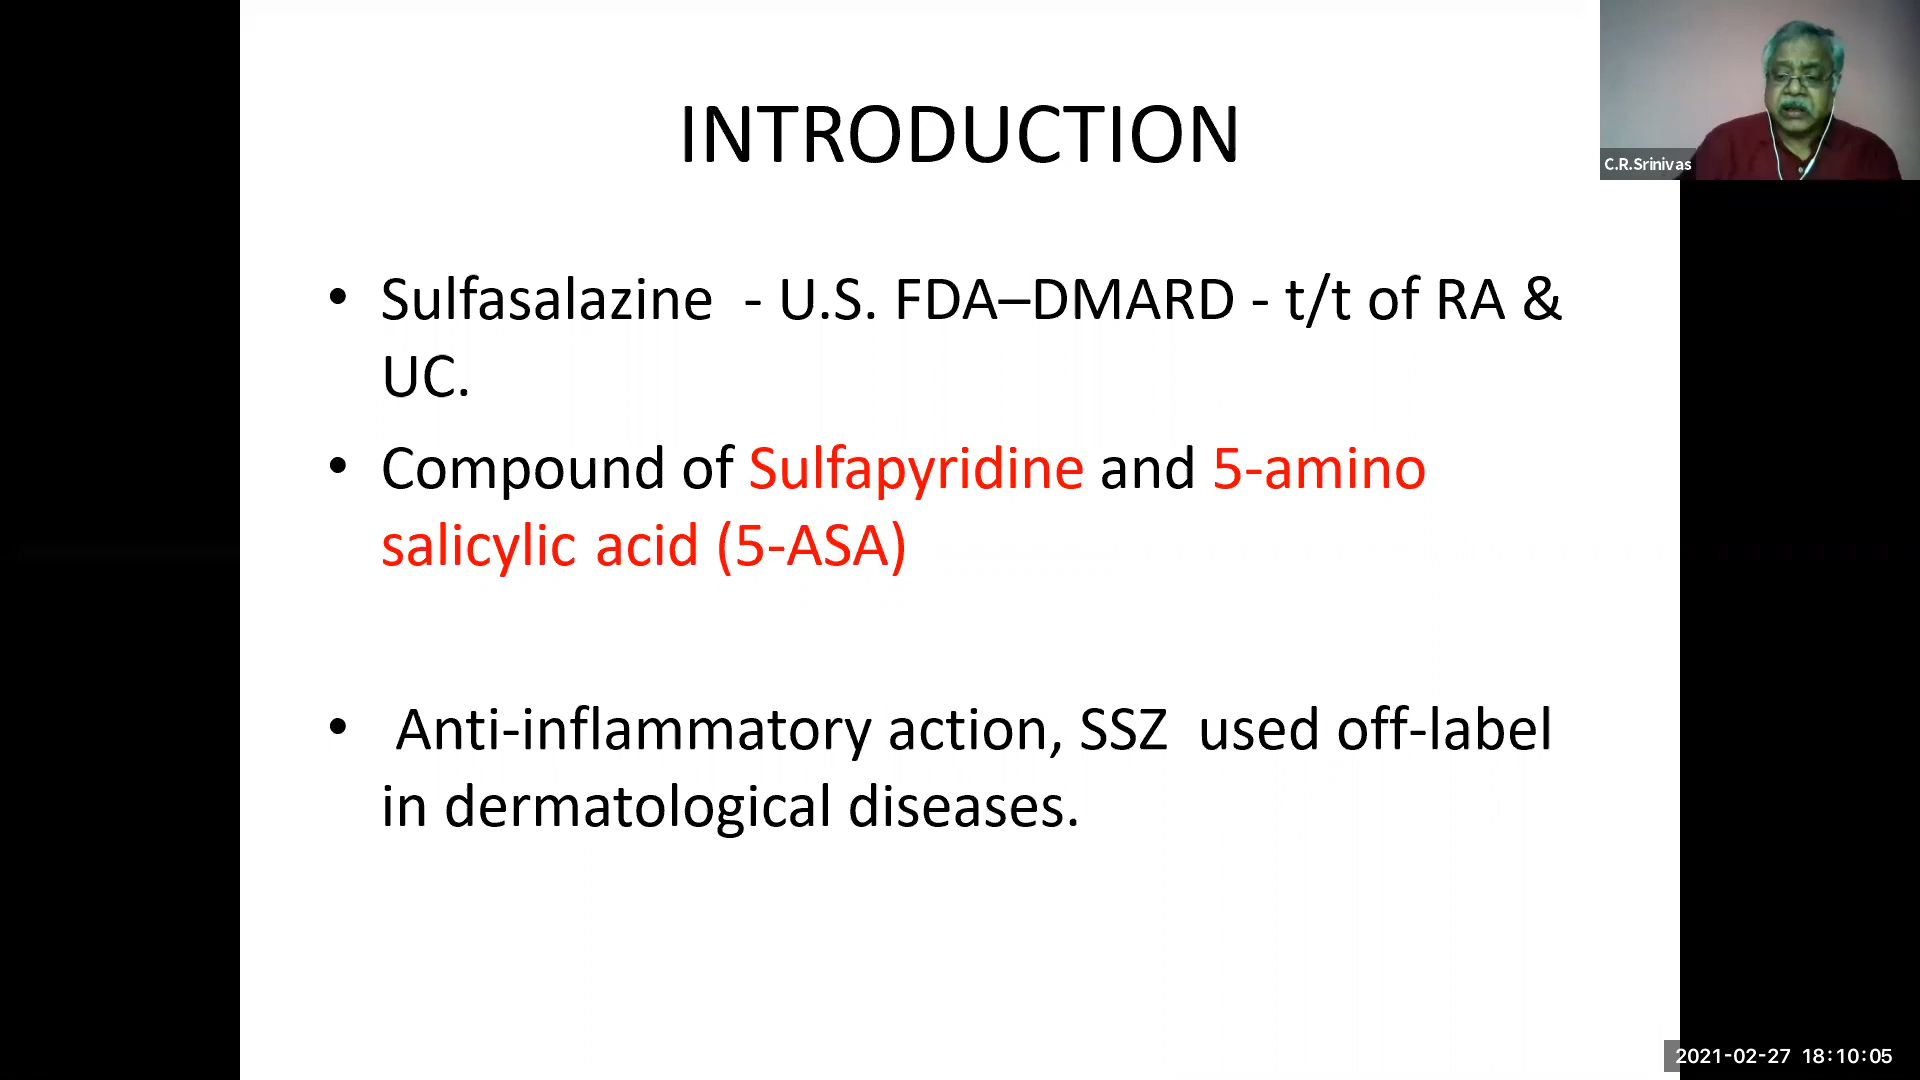 INTRODUCTION
C.R.Srinivas
• Sulfasalazine - U.S. FDA–DMARD - t/t of RA &
UC.
• Compound of Sulfapyridine and 5-amino
salicylic acid (5-ASA)
• Anti-inflammatory action, SSZ used off-label
in dermatological diseases.
2021-02-27 18:10:05